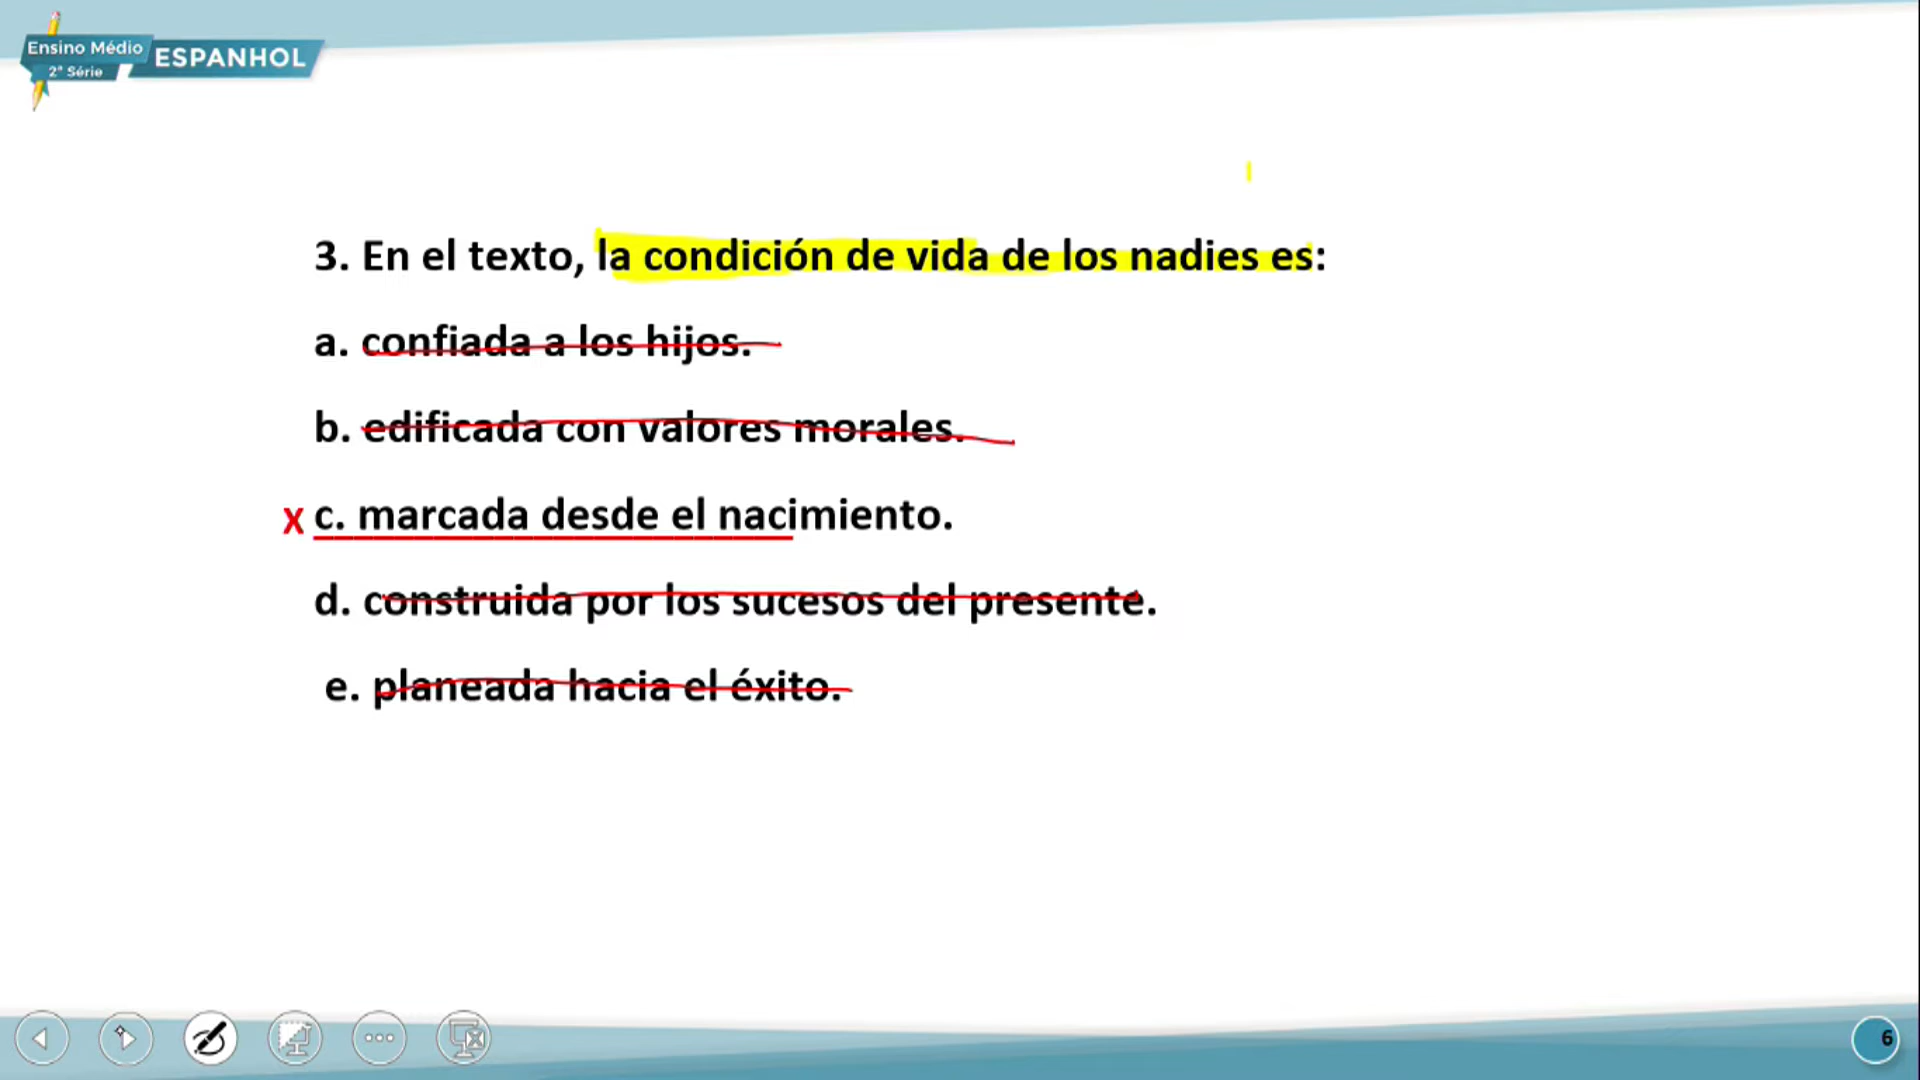 Ensino Médio
2ª Série
ESPANHOL
3. En el texto, la condición de vida de los nadies es:
a. confiada a los hijos.
b. edificada con valores morales.
x c. marcada desde el nacimiento.
d. construida por los sucesos del presente.
e. planeada hacia el éxito.
6